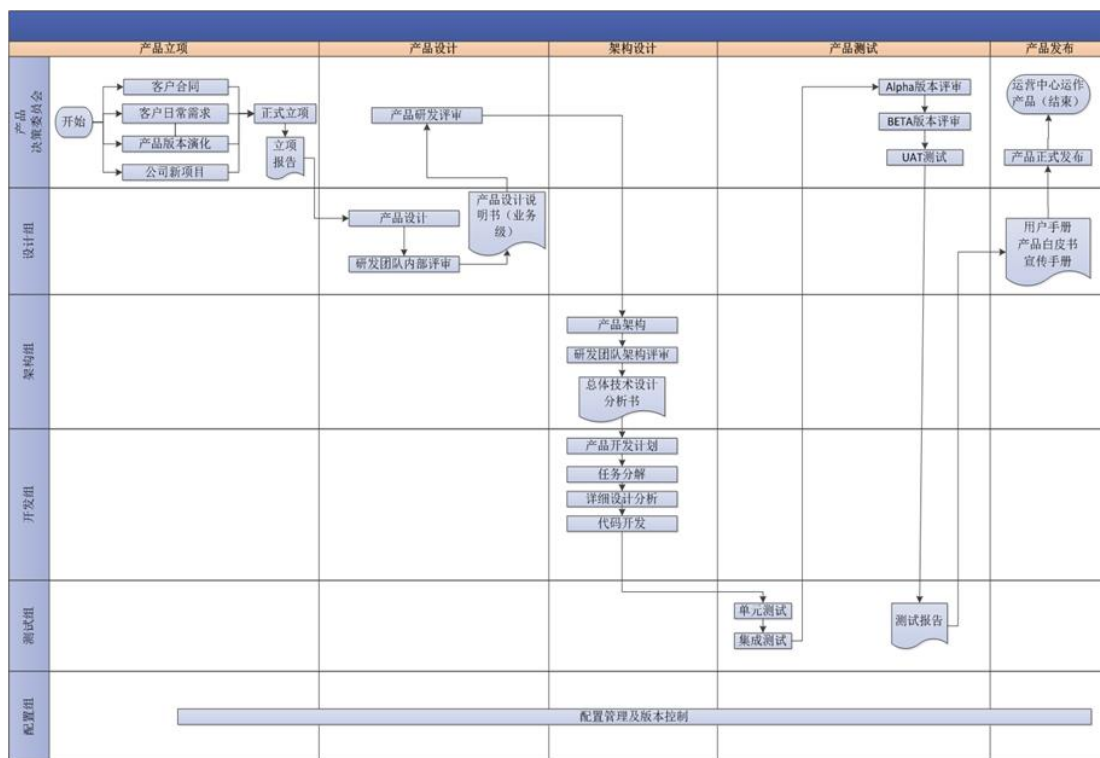 产品立项
产品设计
架构设计
产品测试
产品发布
产品
决策委员会
开始
客户合同
客户日常需求
产品版本演化
公司新项目
正式立项
立项
报告
产品研发评审
Alpha版本评审
BETA版本评审
UAT测试
运营中心运作
产品（结束）
产品正式发布
设计组
产品设计
研发团队内部评审
产品设计说
明书（业务
级）
用户手册
产品白皮书
宣传手册
架构组
产品架构
研发团队架构评审
总体技术设计
分析书
开发组
产品开发计划
任务分解
详细设计分析
代码开发
测试组
单元测试
集成测试
测试报告
配置组
配置管理及版本控制